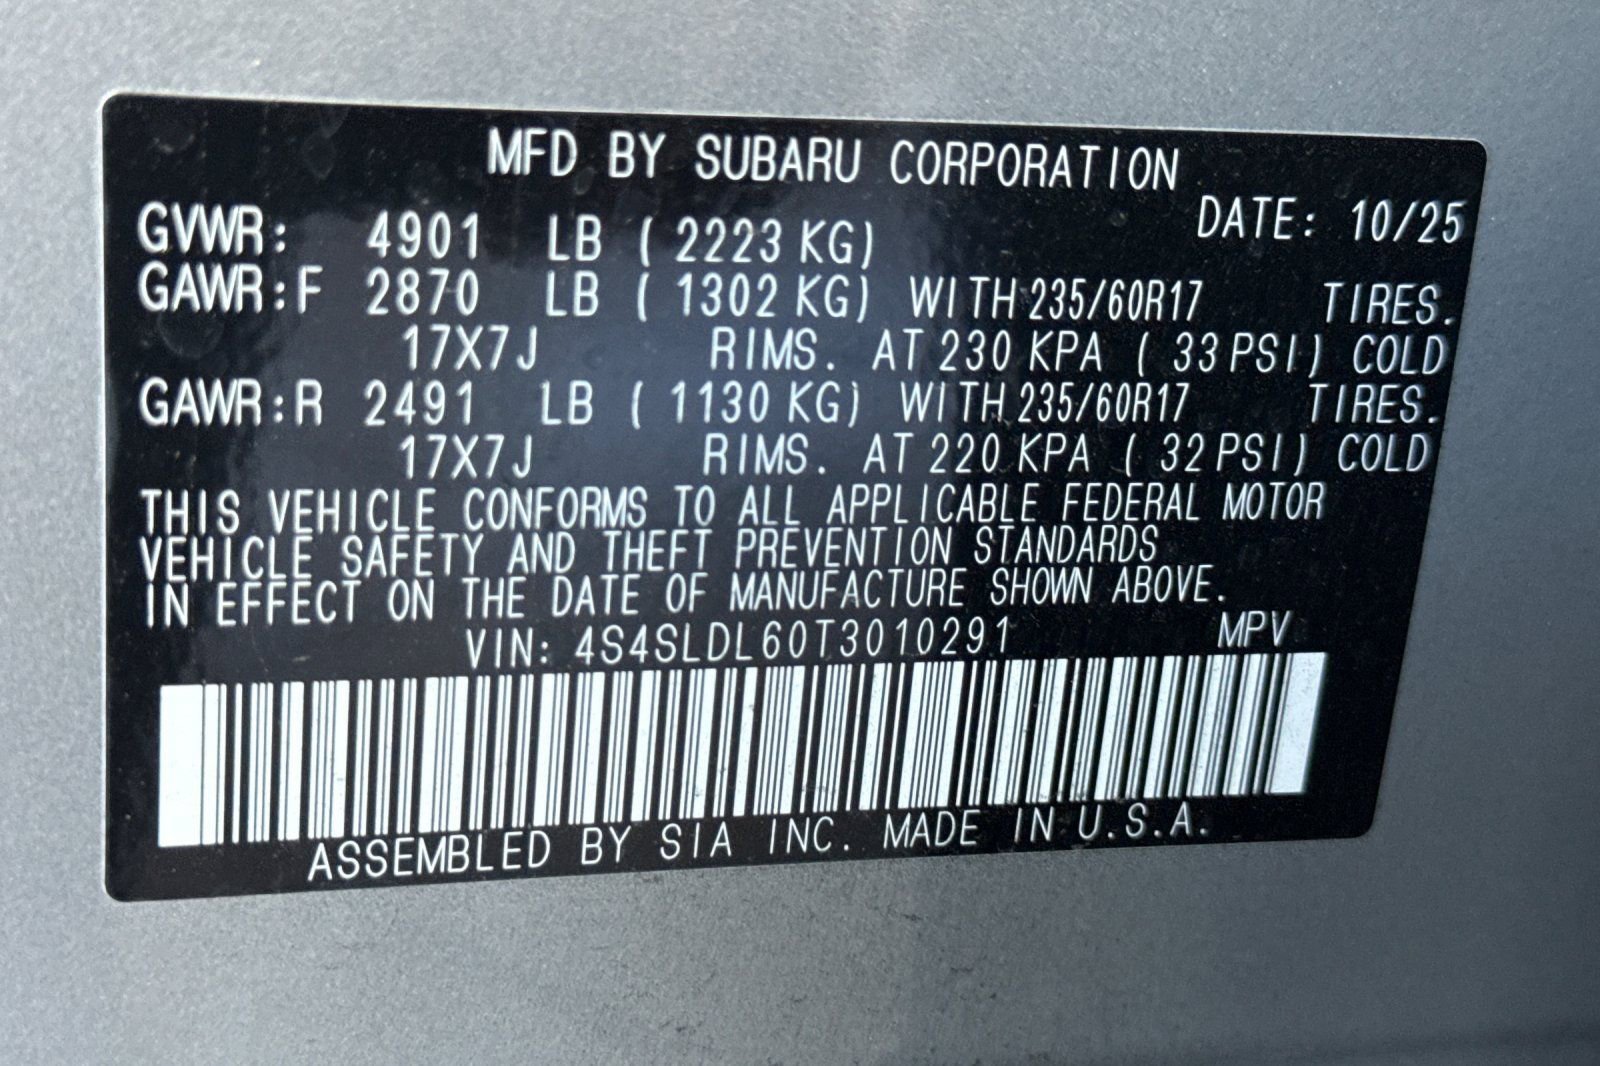 MFD BY SUBARU CORPORATION
DATE: 10/25
GVWR: 4901 LB ( 2223 KG)
GAWR:F 2870 LB ( 1302 KG) WITH 235/60R17 TIRES.
17X7J RIMS. AT 230 KPA ( 33 PSI) COLD
GAWR:R 2491 LB ( 1130 KG) WITH 235/60R17 TIRES.
17X7J RIMS. AT 220 KPA ( 32 PSI) COLD
THIS VEHICLE CONFORMS TO ALL APPLICABLE FEDERAL MOTOR
VEHICLE SAFETY AND THEFT PREVENTION STANDARDS
IN EFFECT ON THE DATE OF MANUFACTURE SHOWN ABOVE.
VIN: 4S4SLDL60T3010291 MPV
ASSEMBLED BY SIA INC. MADE IN U.S.A.